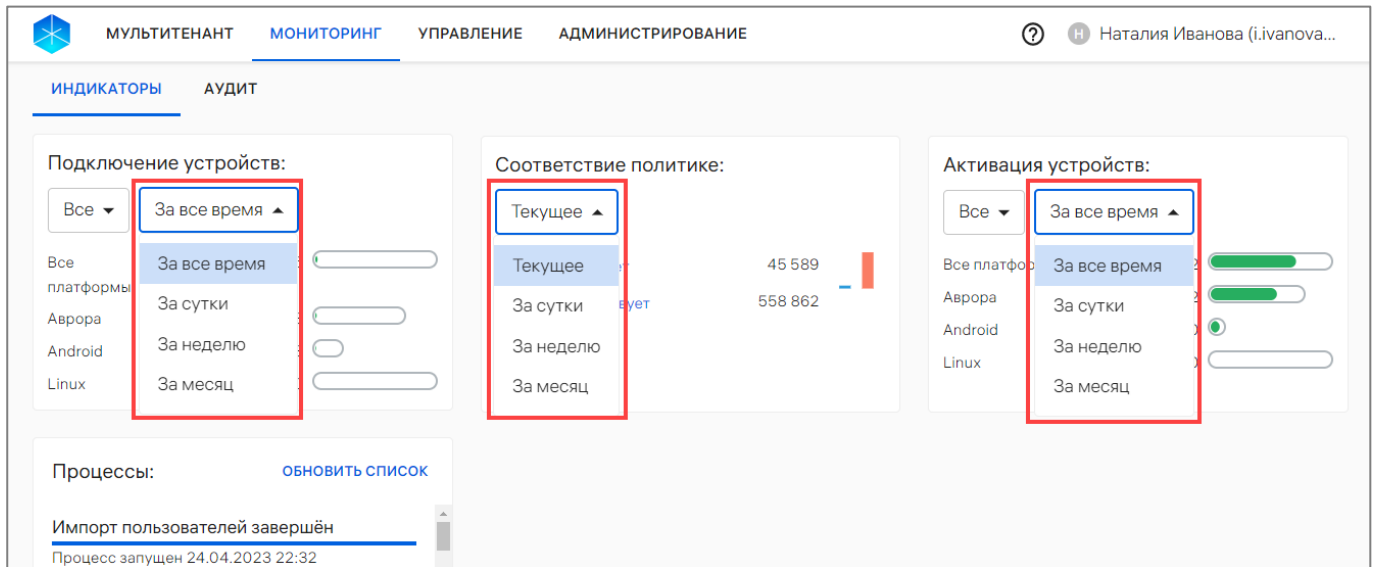 МУЛЬТИТЕНАНТ МОНИТОРИНГ УПРАВЛЕНИЕ АДМИНИСТРИРОВАНИЕ Н Наталия Иванова (i.ivanova...
ИНДИКАТОРЫ АУДИТ
Подключение устройств:
Все За все время
За все время
За сутки
За неделю
За месяц
Все
платформы
Аврора
Android
Linux
Соответствие политике:
Текущее
Текущее 45 589
За сутки 558 862
За неделю
За месяц
Активация устройств:
Все За все время
За все время
За сутки
За неделю
За месяц
Все
Аврора
Android
Linux
Процессы: ОБНОВИТЬ СПИСОК
Импорт пользователей завершён
Процесс запущен 24.04.2023 22:32